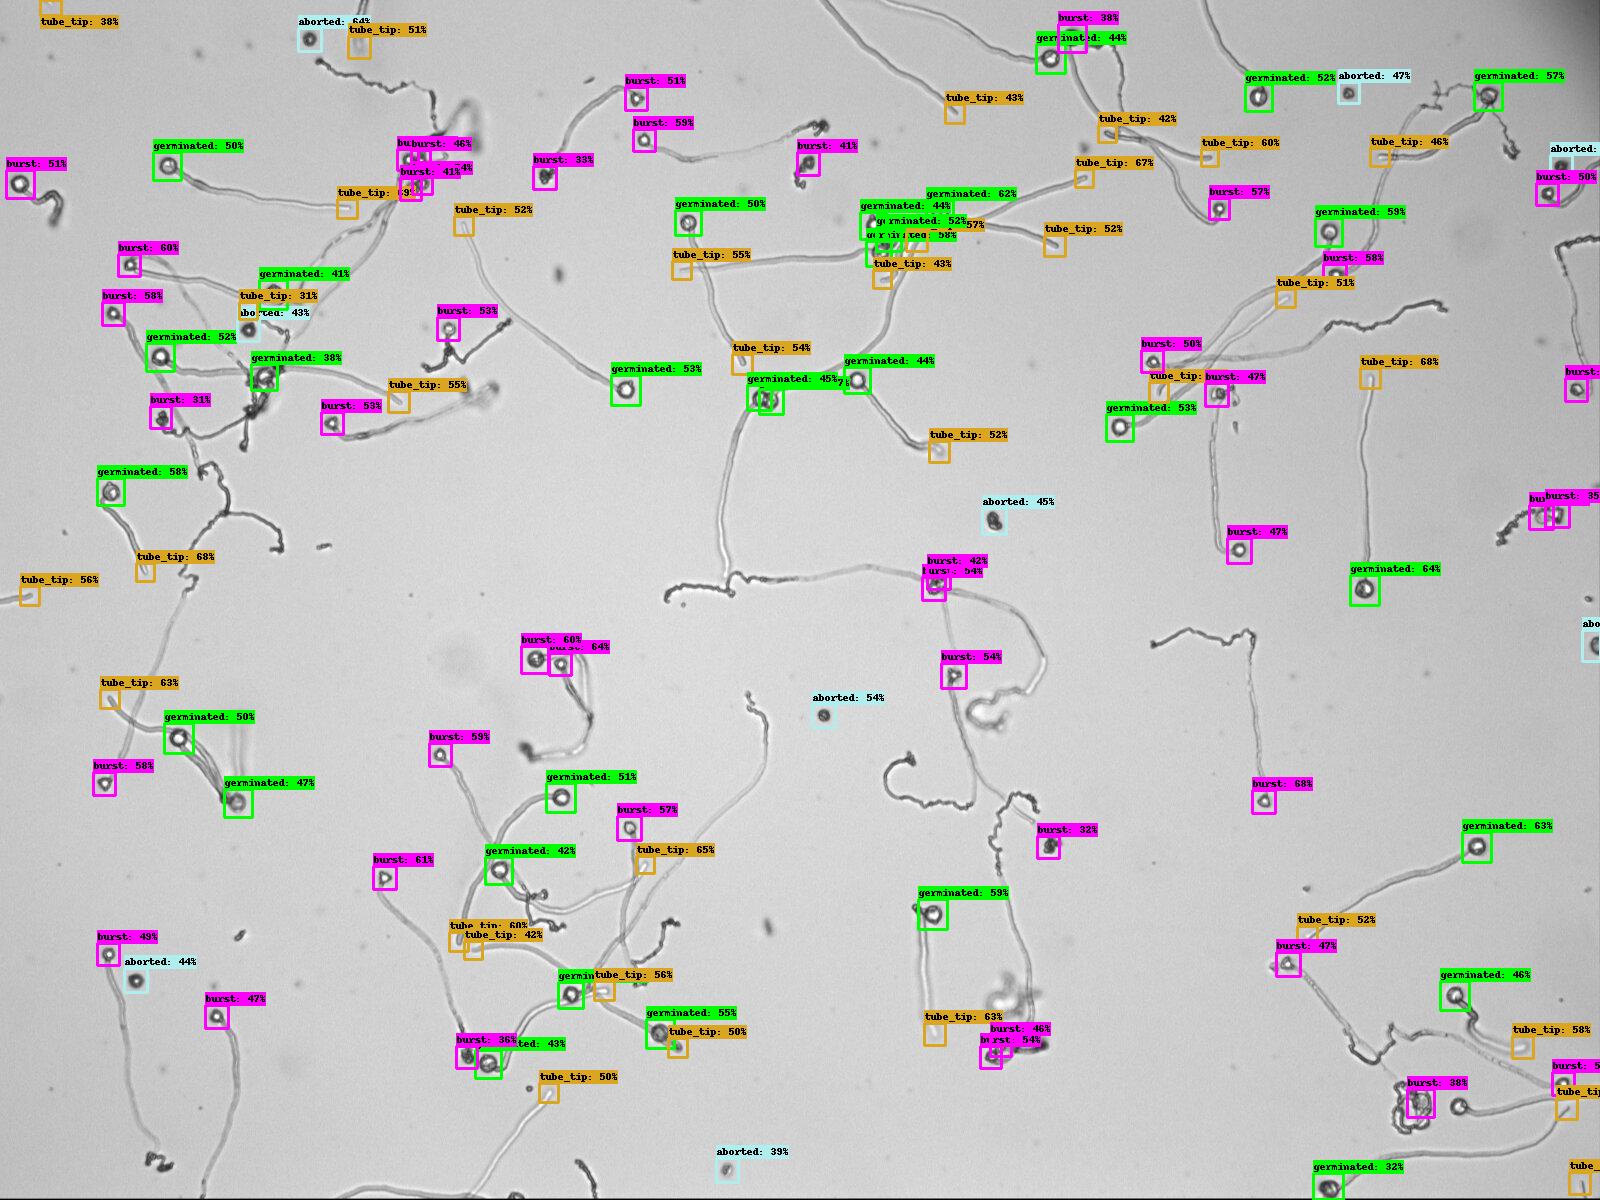 tube_tip: 38%
aborted: 64%
tube_tip: 51%
burst: 38%
germinated: 44%
burst: 51%
germinated: 52%
aborted: 47%
germinated: 57%
tube_tip: 43%
tube_tip: 42%
burst: 59%
germinated: 50%
burst: 46%
burst: 41%
burst: 33%
burst: 41%
tube_tip: 60%
tube_tip: 46%
aborted:
burst: 51%
tube_tip: 67%
burst: 50%
tube_tip: 69%
tube_tip: 52%
germinated: 50%
germinated: 62%
germinated: 44%
germinated: 52%
57%
germinated: 58%
burst: 57%
tube_tip: 52%
germinated: 59%
burst: 60%
tube_tip: 55%
tube_tip: 43%
burst: 58%
germinated: 41%
tube_tip: 31%
aborted: 43%
tube_tip: 51%
burst: 58%
burst: 53%
germinated: 52%
germinated: 38%
tube_tip: 54%
germinated: 44%
burst: 50%
tube_tip: 68%
germinated: 53%
germinated: 45%
tube_tip:
burst: 47%
burst:
tube_tip: 55%
burst: 31%
burst: 53%
germinated: 53%
tube_tip: 52%
germinated: 58%
aborted: 45%
burst: 35
burst: 47%
tube_tip: 68%
tube_tip: 56%
burst: 42%
burst: 54%
germinated: 64%
burst: 60%
burst: 64%
burst: 54%
tube_tip: 63%
aborted: 54%
germinated: 50%
burst: 59%
burst: 58%
germinated: 47%
germinated: 51%
burst: 68%
burst: 57%
burst: 32%
germinated: 63%
germinated: 42%
tube_tip: 65%
burst: 61%
germinated: 59%
tube_tip: 60%
tube_tip: 42%
tube_tip: 52%
burst: 49%
burst: 47%
aborted: 44%
tube_tip: 56%
germinated: 46%
burst: 47%
germinated: 55%
tube_tip: 63%
tube_tip: 50%
burst: 46%
burst: 54%
tube_tip: 58%
burst: 36%
43%
tube_tip: 50%
burst: 38%
aborted: 39%
germinated: 32%